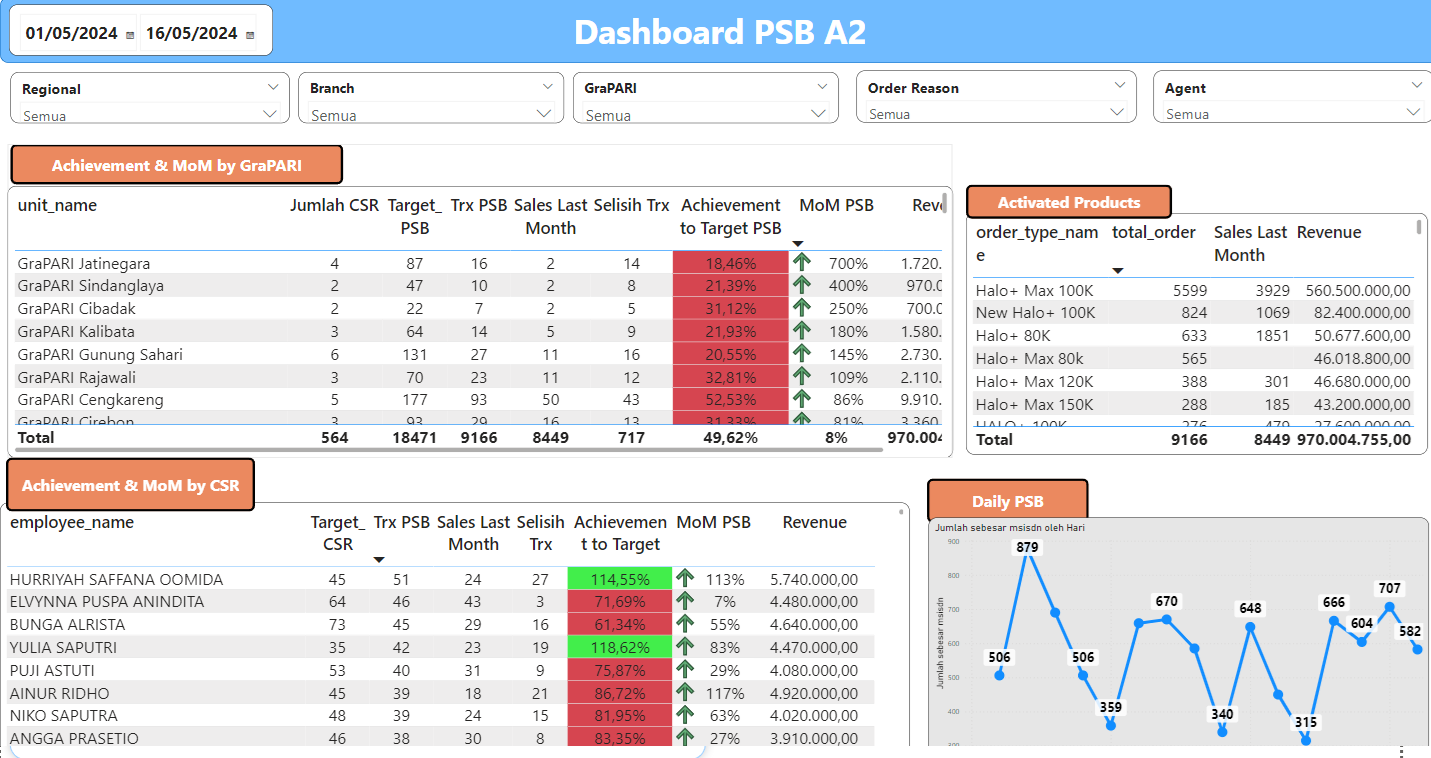 01/05/2024 16/05/2024
Dashboard PSB A2
Regional
Semua
Branch
Semua
GraPARI
Semua
Order Reason
Semua
Agent
Semua
Achievement & MoM by GraPARI
unit_name Jumlah CSR Target_ PSB Trx PSB Sales Last Month Selisih Trx Achievement to Target PSB MoM PSB Reve
GraPARI Jatinegara 4 87 16 2 14 18,46% 700% 1.720.
GraPARI Sindanglaya 2 47 10 2 8 21,39% 400% 970.0
GraPARI Cibadak 2 22 7 2 5 31,12% 250% 700.0
GraPARI Kalibata 3 64 14 5 9 21,93% 180% 1.580.
GraPARI Gunung Sahari 6 131 27 11 16 20,55% 145% 2.730.
GraPARI Rajawali 3 70 23 11 12 32,81% 109% 2.110.
GraPARI Cengkareng 5 177 93 50 43 52,53% 86% 9.910.
GraPARI Cirebon 3 93 29 16 13 31,33% 81% 3.360
Total 564 18471 9166 8449 717 49,62% 8% 970.004
Activated Products
order_type_nam e total_order Sales Last Month Revenue
Halo+ Max 100K 5599 3929 560.500.000,00
New Halo+ 100K 824 1069 82.400.000,00
Halo+ 80K 633 1851 50.677.600,00
Halo+ Max 80k 565 46.018.800,00
Halo+ Max 120K 388 301 46.680.000,00
Halo+ Max 150K 288 185 43.200.000,00
HALO+ 100K 276 479 27.600.000,00
Total 9166 8449 970.004.755,00
Achievement & MoM by CSR
employee_name Target_ CSR Trx PSB Sales Last Month Selisih Trx Achievemen t to Target MoM PSB Revenue
HURRIYAH SAFFANA OOMIDA 45 51 24 27 114,55% 113% 5.740.000,00
ELVYNNA PUSPA ANINDITA 64 46 43 3 71,69% 7% 4.480.000,00
BUNGA ALRISTA 73 45 29 16 61,34% 55% 4.640.000,00
YULIA SAPUTRI 35 42 23 19 118,62% 83% 4.470.000,00
PUJI ASTUTI 53 40 31 9 75,87% 29% 4.080.000,00
AINUR RIDHO 45 39 18 21 86,72% 117% 4.920.000,00
NIKO SAPUTRA 48 39 24 15 81,95% 63% 4.020.000,00
ANGGA PRASETIO 46 38 30 8 83,35% 27% 3.910.000,00
Daily PSB
Jumlah sebesar msisdn oleh Hari
Jumlah sebesar msisdn
900
800
700
600
500
400
300
506
879
506
359
670
340
648
315
666
604
707
582